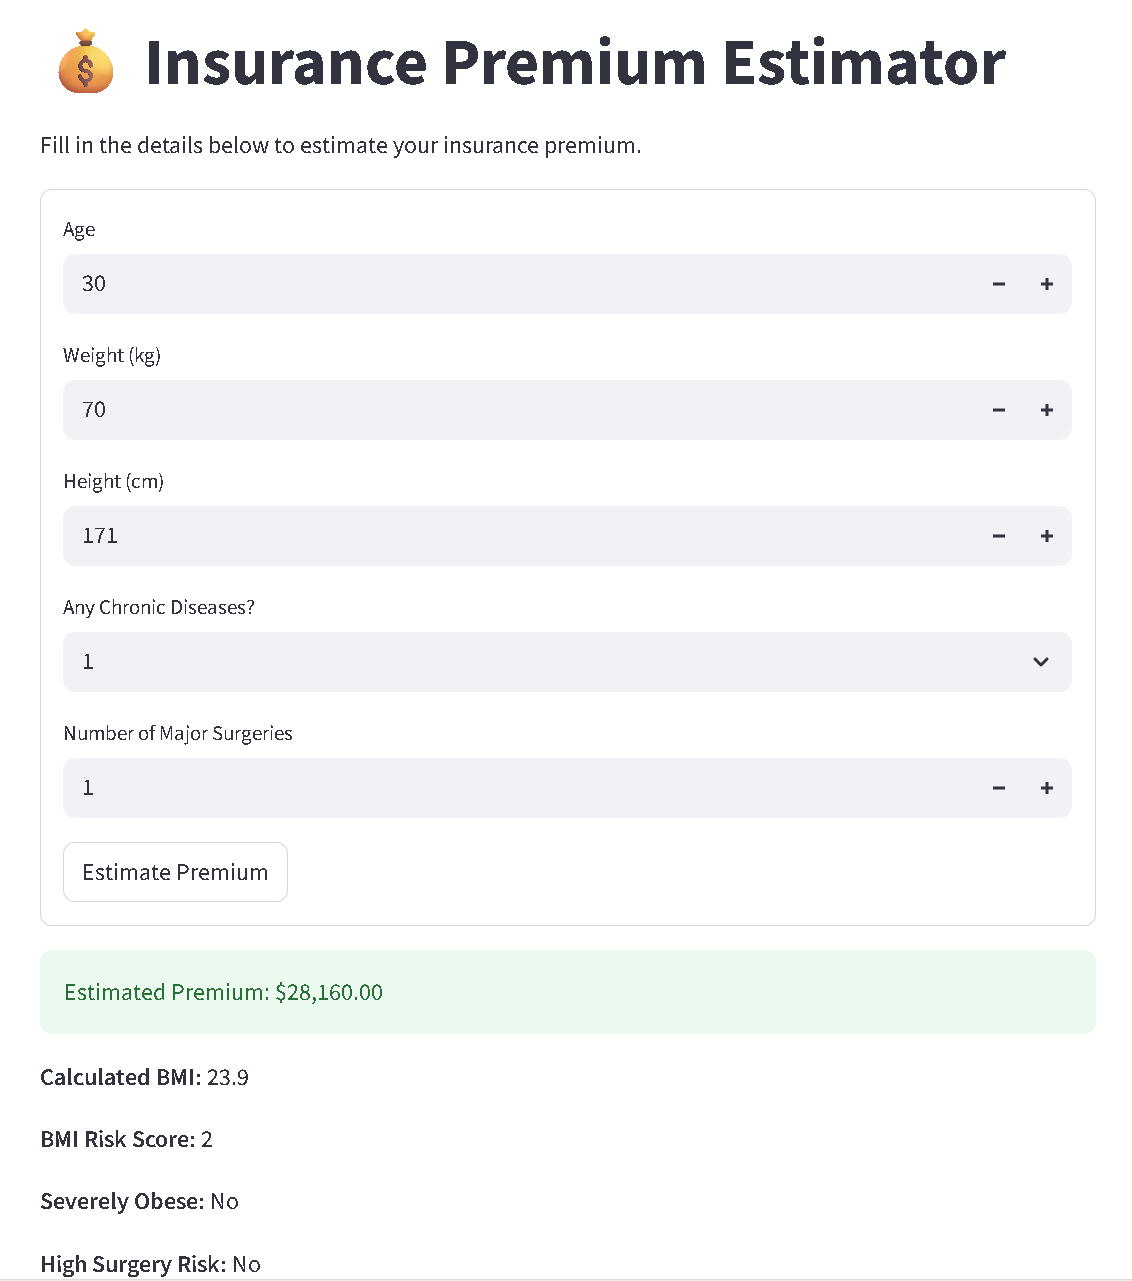 Insurance Premium Estimator
Fill in the details below to estimate your insurance premium.
Age
30
Weight (kg)
70
Height (cm)
171
Any Chronic Diseases?
1
Number of Major Surgeries
1
Estimate Premium
Estimated Premium: $28,160.00
Calculated BMI: 23.9
BMI Risk Score: 2
Severely Obese: No
High Surgery Risk: No